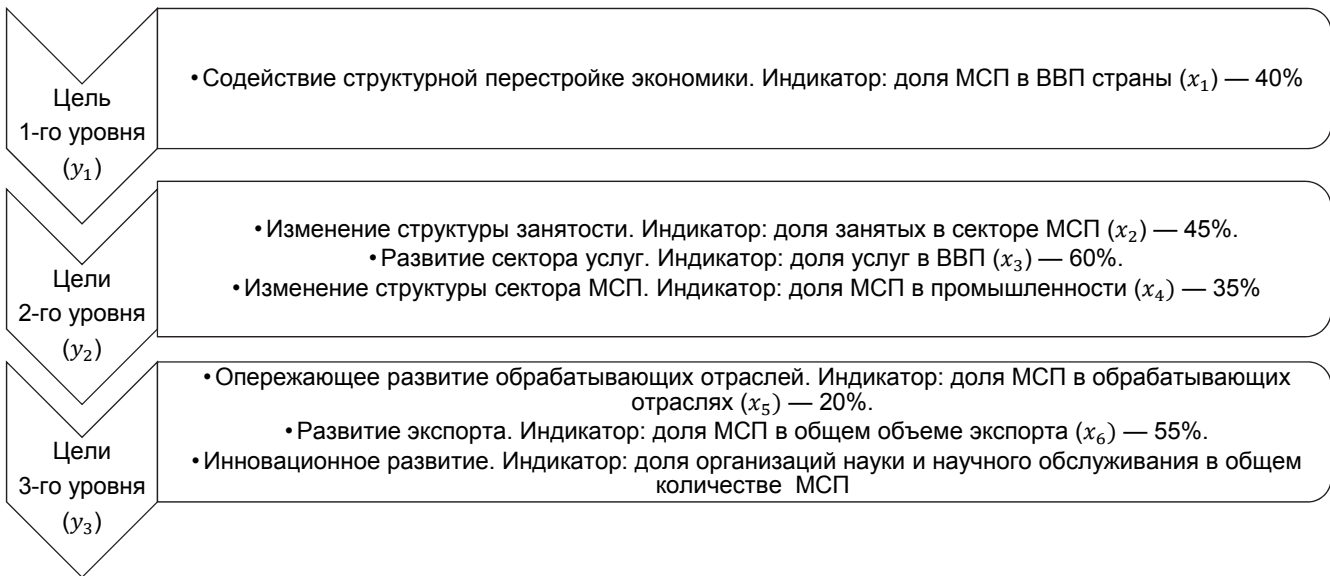 Цель
1-го уровня
(y₁)
•Содействие структурной перестройке экономики. Индикатор: доля МСП в ВВП страны (x₁) — 40%
Цели
2-го уровня
(y₂)
•Изменение структуры занятости. Индикатор: доля занятых в секторе МСП (x₂) — 45%.
•Развитие сектора услуг. Индикатор: доля услуг в ВВП (x₃) — 60%.
•Изменение структуры сектора МСП. Индикатор: доля МСП в промышленности (x₄) — 35%
Цели
3-го уровня
(y₃)
•Опережающее развитие обрабатывающих отраслей. Индикатор: доля МСП в обрабатывающих
отраслях (x₅) — 20%.
•Развитие экспорта. Индикатор: доля МСП в общем объеме экспорта (x₆) — 55%.
•Инновационное развитие. Индикатор: доля организаций науки и научного обслуживания в общем
количестве МСП